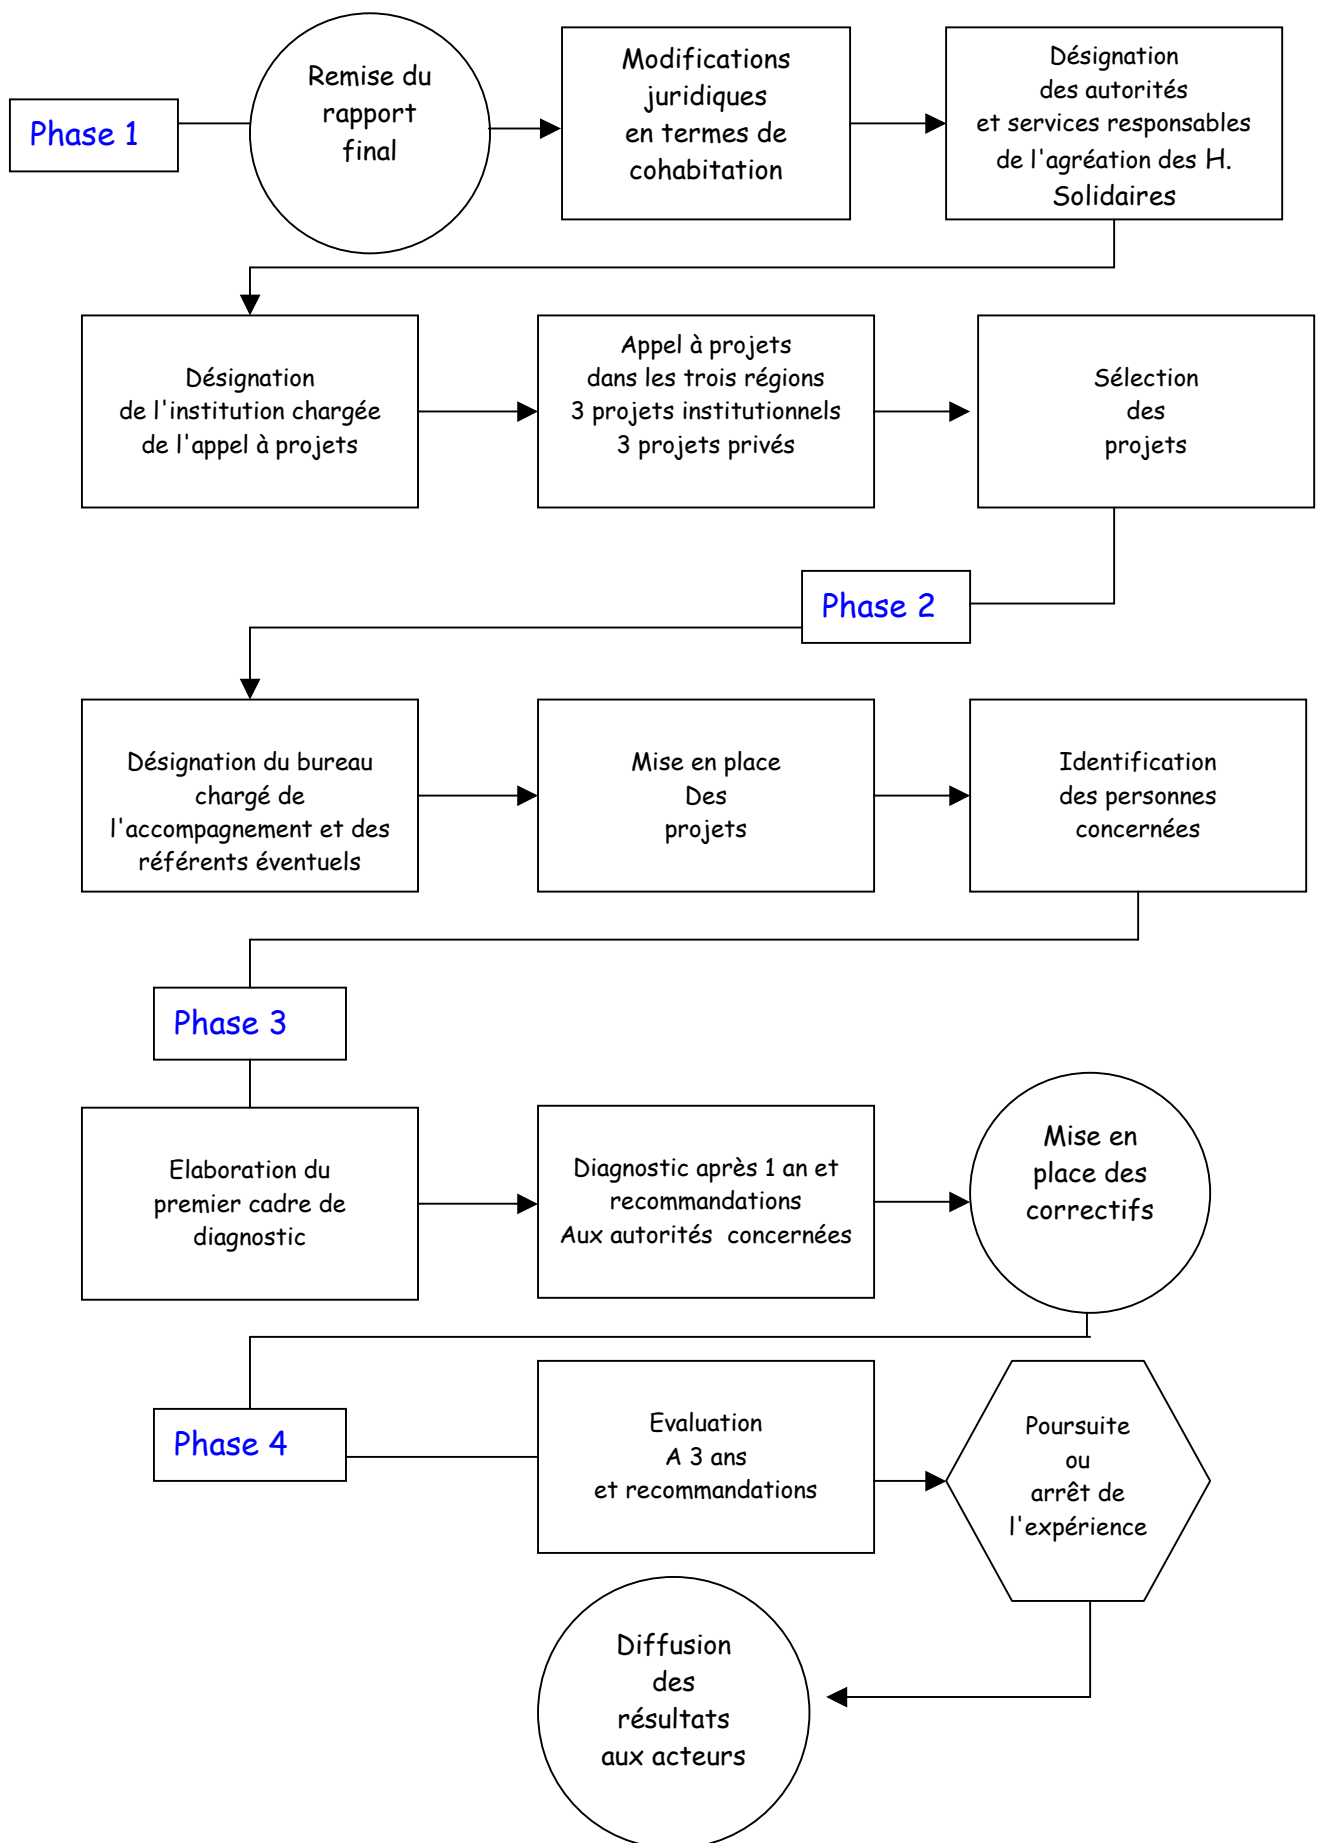 Phase 1
Remise du
rapport
final
Modifications
juridiques
en termes de
cohabitation
Désignation
des autorités
et services responsables
de l'agréation des H.
Solidaires
Désignation
de l'institution chargée
de l'appel à projets
Appel à projets
dans les trois régions
3 projets institutionnels
3 projets privés
Sélection
des
projets
Phase 2
Désignation du bureau
chargé de
l'accompagnement et des
référents éventuels
Mise en place
Des
projets
Identification
des personnes
concernées
Phase 3
Elaboration du
premier cadre de
diagnostic
Diagnostic après 1 an et
recommandations
Aux autorités concernées
Mise en
place des
correctifs
Phase 4
Evaluation
A 3 ans
et recommandations
Poursuite
ou
arrêt de
l'expérience
Diffusion
des
résultats
aux acteurs